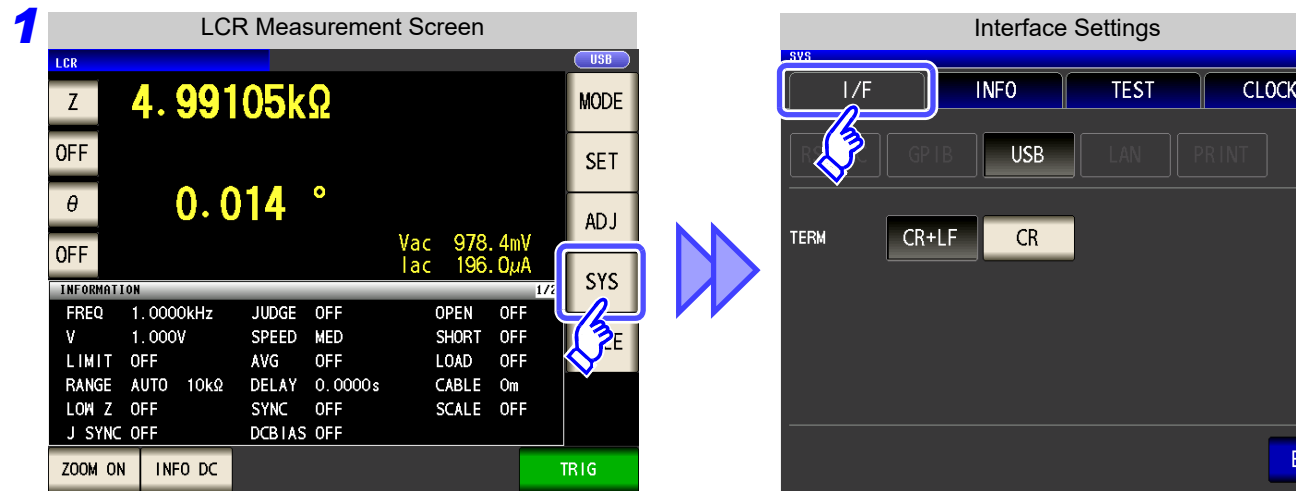 1
LCR Measurement Screen
LCR
USB
Z
4.99105kΩ
MODE
OFF
SET
θ
0.014 °
ADJ
OFF
Vac 978.4mV
Iac 196.0µA
SYS
INFORMATION
FREQ 1.0000kHz JUDGE OFF OPEN OFF
V 1.000V SPEED MED SHORT OFF
LIMIT OFF AVG OFF LOAD OFF
RANGE AUTO 10kΩ DELAY 0.0000s CABLE 0m
LOW Z OFF SYNC OFF SCALE OFF
J SYNC OFF DCBIAS OFF
ZOOM ON INFO DC TRIG
Interface Settings
SYS
I/F INFO TEST CLOCK
GPIB USB LAN PRINT
TERM CR+LF CR